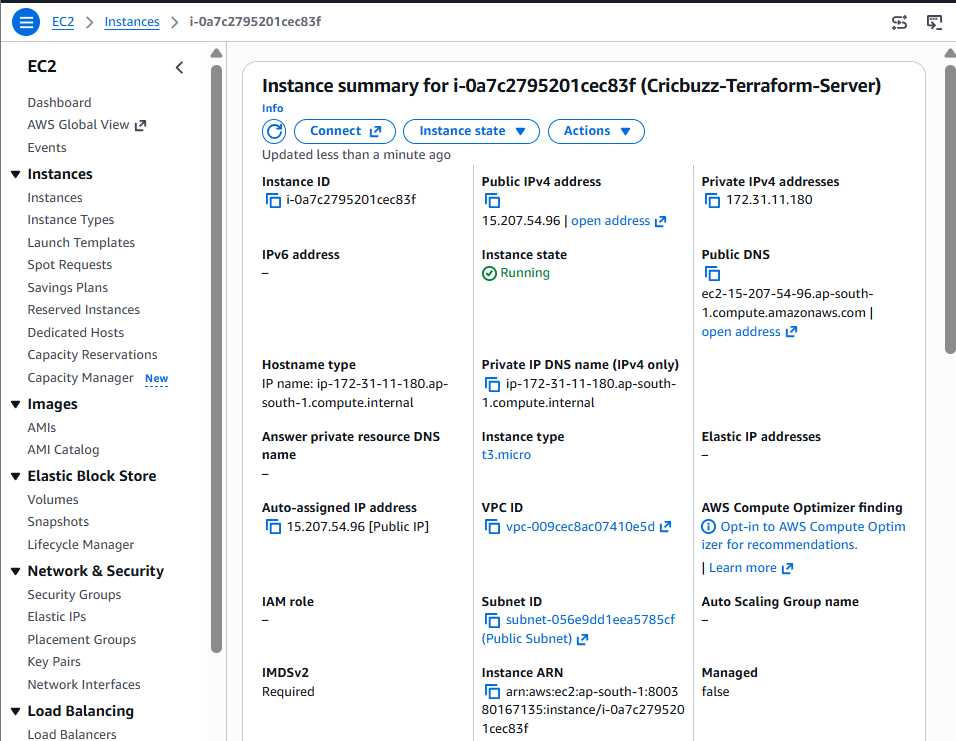 EC2 > Instances > i-0a7c2795201cec83f
EC2
Dashboard
AWS Global View
Events
Instances
Instances
Instance Types
Launch Templates
Spot Requests
Savings Plans
Reserved Instances
Dedicated Hosts
Capacity Reservations
Capacity Manager New
Images
AMIs
AMI Catalog
Elastic Block Store
Volumes
Snapshots
Lifecycle Manager
Network & Security
Security Groups
Elastic IPs
Placement Groups
Key Pairs
Network Interfaces
Load Balancing
Load Balancers
Instance summary for i-0a7c2795201cec83f (Cricbuzz-Terraform-Server)
Info
Connect
Instance state
Actions
Updated less than a minute ago
Instance ID
i-0a7c2795201cec83f
Public IPv4 address
15.207.54.96 | open address
Private IPv4 addresses
172.31.11.180
IPv6 address
–
Instance state
Running
Public DNS
ec2-15-207-54-96.ap-south-
1.compute.amazonaws.com |
open address
Hostname type
IP name: ip-172-31-11-180.ap-
south-1.compute.internal
Private IP DNS name (IPv4 only)
ip-172-31-11-180.ap-south-
1.compute.internal
Answer private resource DNS
name
–
Instance type
t3.micro
Elastic IP addresses
–
Auto-assigned IP address
15.207.54.96 [Public IP]
VPC ID
vpc-009cec8ac07410e5d
AWS Compute Optimizer finding
Opt-in to AWS Compute Optim
izer for recommendations.
| Learn more
IAM role
–
Subnet ID
subnet-056e9dd1eea5785cf
(Public Subnet)
Auto Scaling Group name
–
IMDSv2
Required
Instance ARN
arn:aws:ec2:ap-south-1:8003
80167135:instance/i-0a7c279520
1cec83f
Managed
false